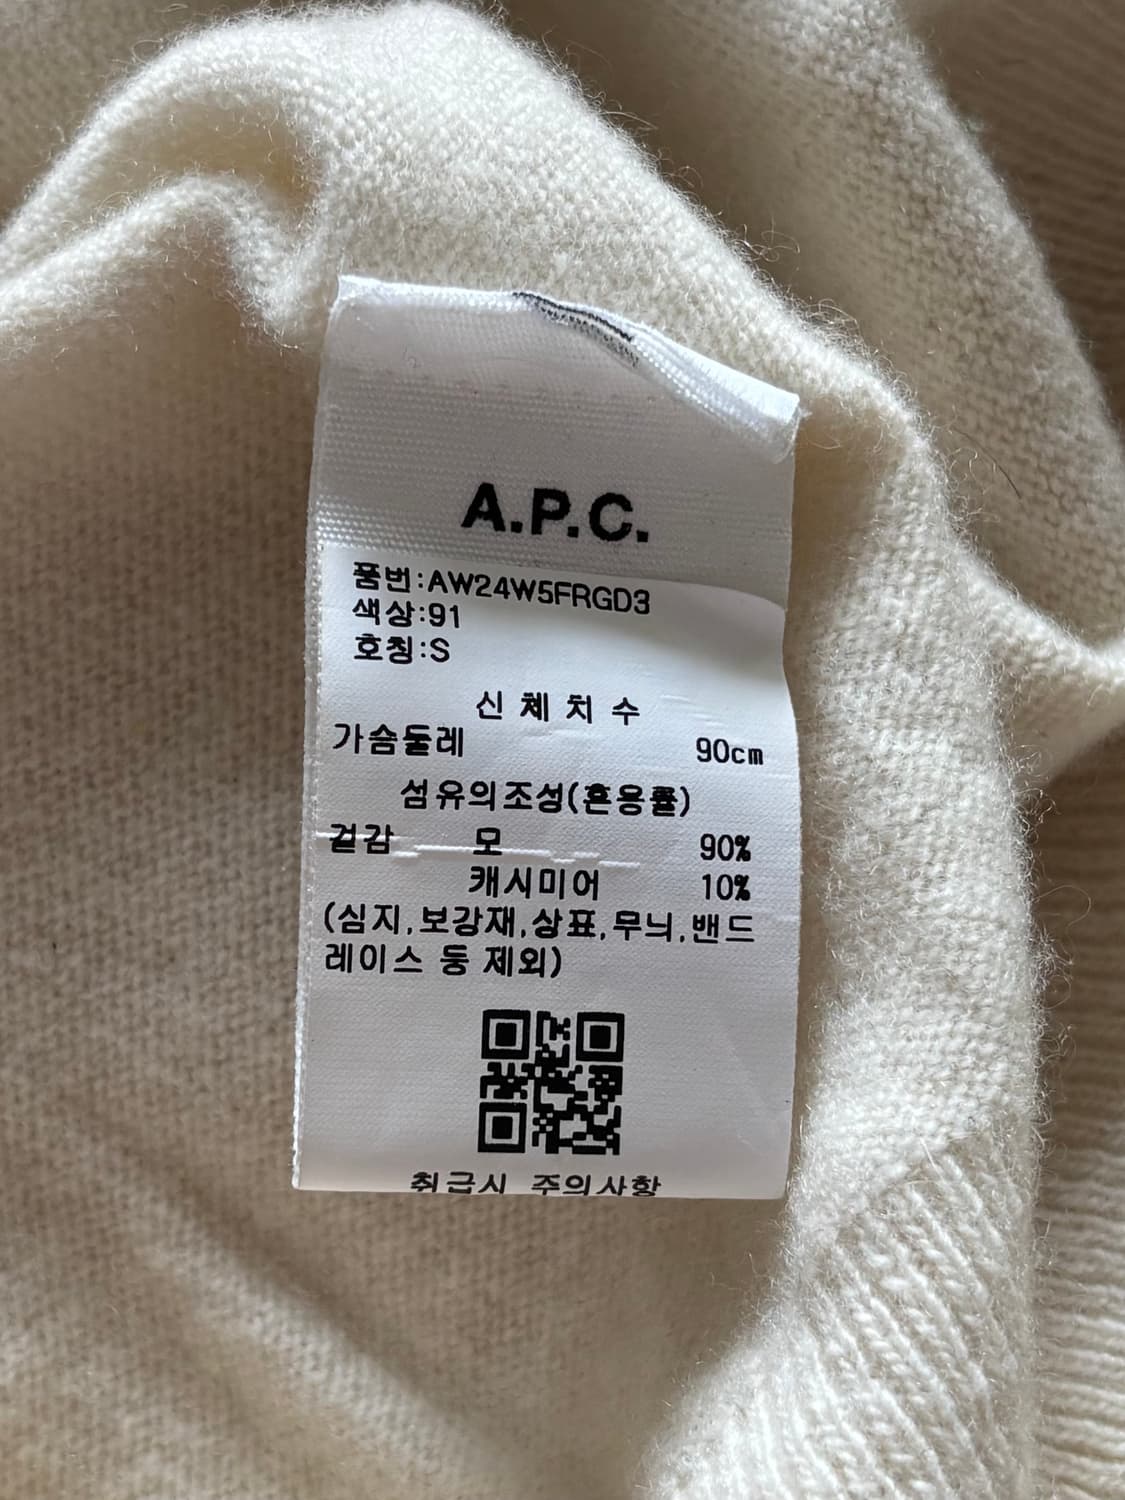 A.P.C.
품번:AW24W5FRGD3
색상:91
호칭:S
신체치수
가슴둘레 90cm
섬유의조성(혼용률)
겉감 모 90%
캐시미어 10%
(심지,보강재,상표,무늬,밴드
레이스 등 제외)
취급시 주의사항